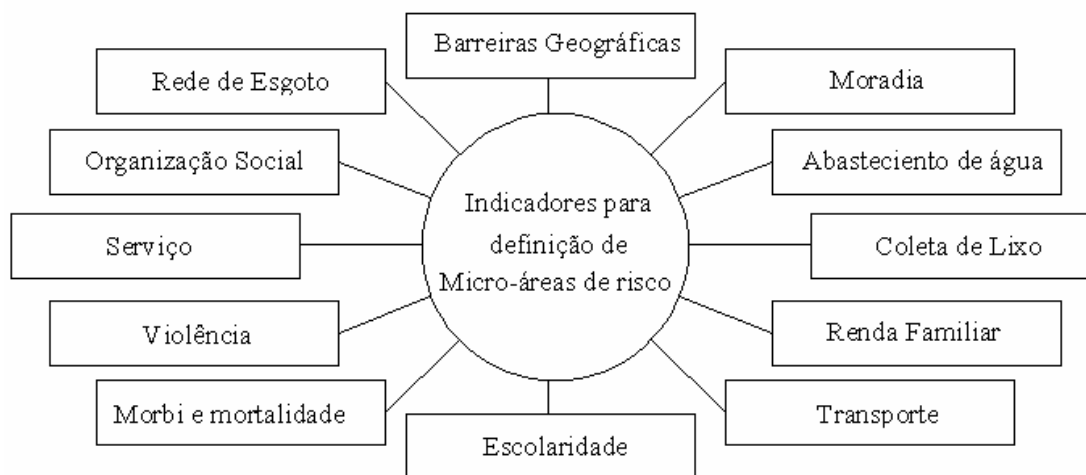 Barreiras Geográficas
Rede de Esgoto
Moradia
Organização Social
Abasteciento de água
Indicadores para
definição de
Micro-áreas de risco
Serviço
Coleta de Lixo
Violência
Renda Familiar
Morbi e mortalidade
Transporte
Escolaridade